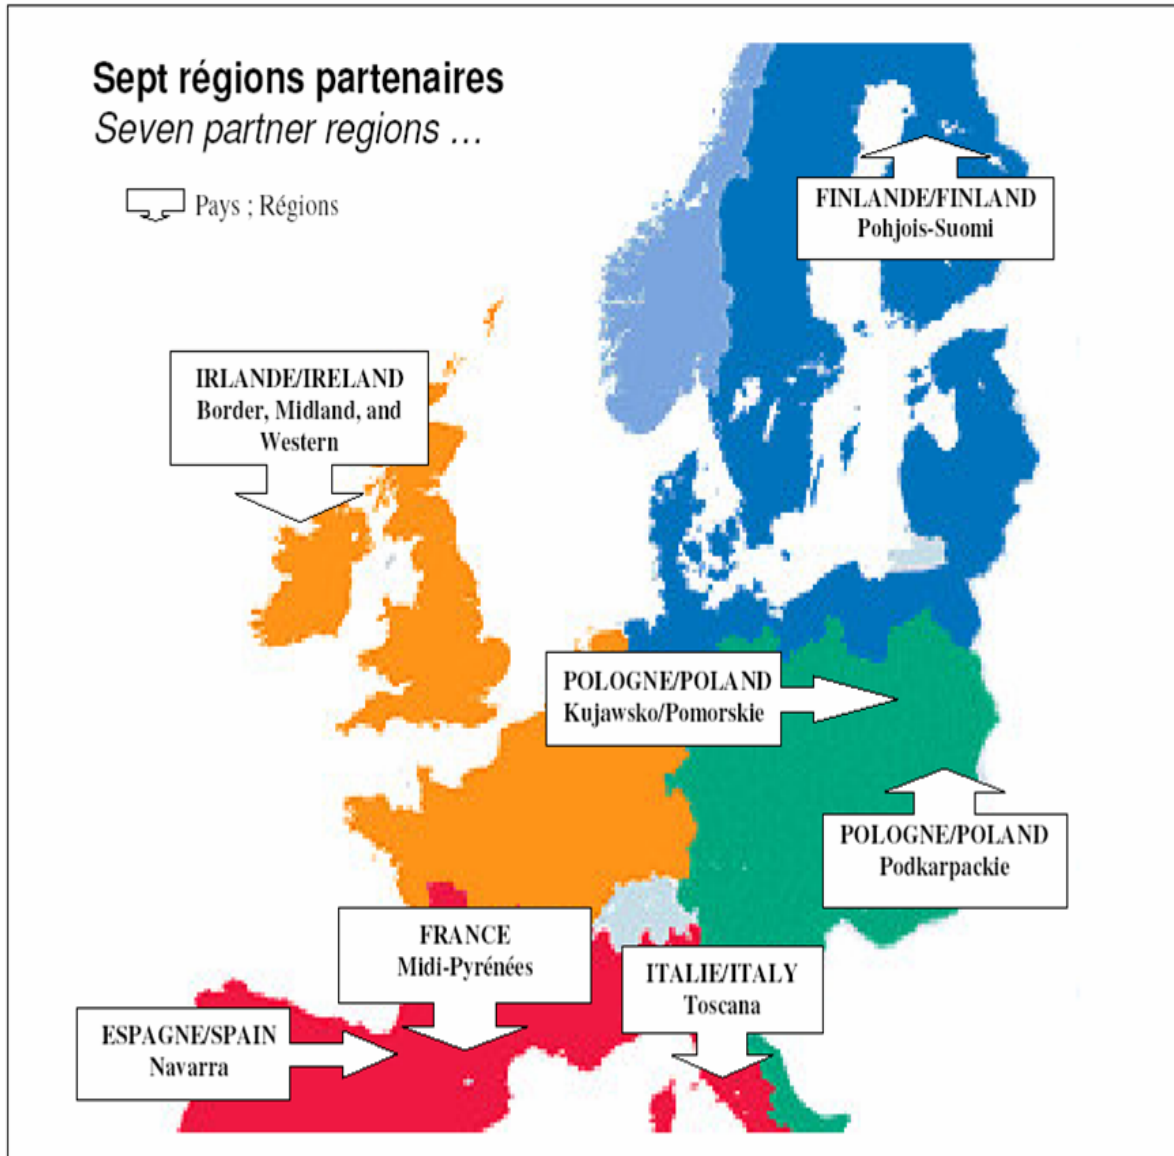 Sept régions partenaires
Seven partner regions ...
Pays ; Régions
FINLANDE/FINLAND
Pohjois-Suomi
IRLANDE/IRELAND
Border, Midland, and
Western
POLOGNE/POLAND
Kujawsko/Pomorskie
POLOGNE/POLAND
Podkarpackie
FRANCE
Midi-Pyrénées
ITALIE/ITALY
Toscana
ESPAGNE/SPAIN
Navarra